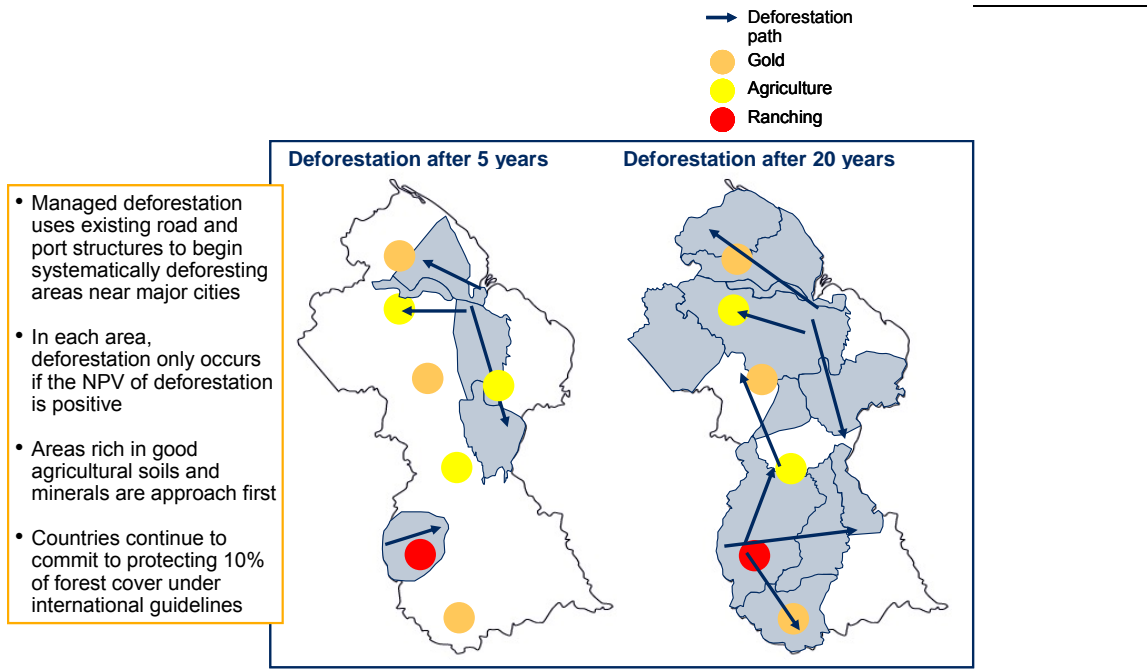 Deforestation
path
Gold
Agriculture
Ranching
Deforestation after 5 years
Deforestation after 20 years
• Managed deforestation
uses existing road and
port structures to begin
systematically deforesting
areas near major cities
• In each area,
deforestation only occurs
if the NPV of deforestation
is positive
• Areas rich in good
agricultural soils and
minerals are approach first
• Countries continue to
commit to protecting 10%
of forest cover under
international guidelines